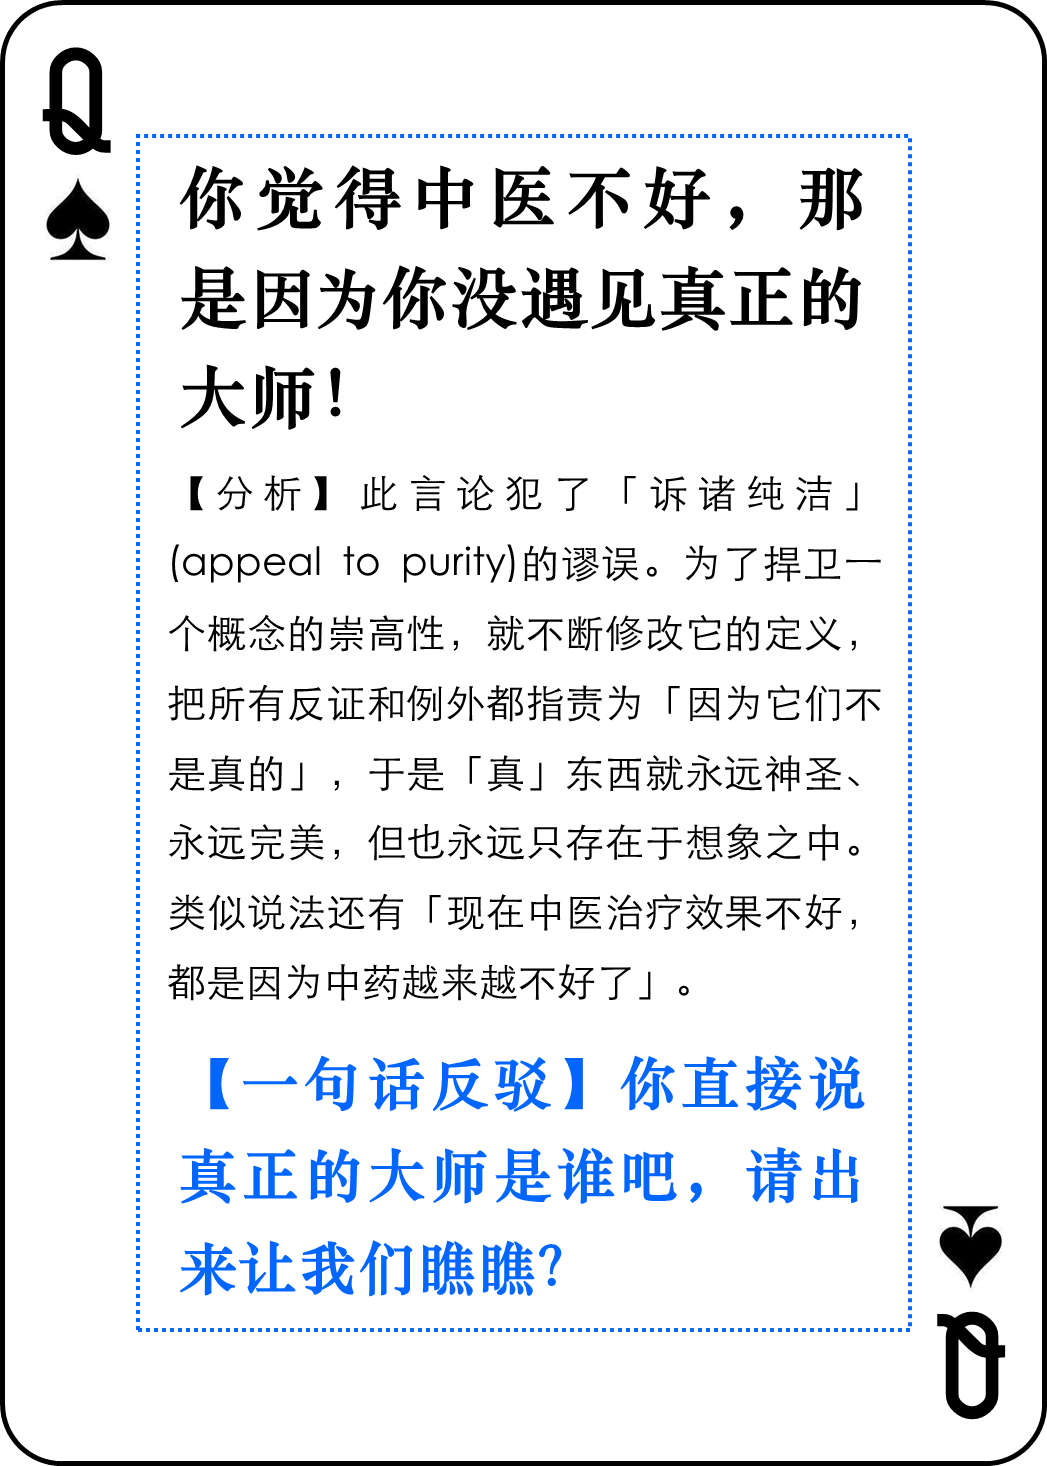 Q
你觉得中医不好，那
是因为你没遇见真正的
大师！
【分析】此言论犯了「诉诸纯洁」
(appeal to purity)的谬误。为了捍卫一
个概念的崇高性，就不断修改它的定义，
把所有反证和例外都指责为「因为它们不
是真的」，于是「真」东西就永远神圣、
永远完美，但也永远只存在于想象之中。
类似说法还有「现在中医治疗效果不好，
都是因为中药越来越不好了」。
【一句话反驳】你直接说
真正的大师是谁吧，请出
来让我们瞧瞧？
Q